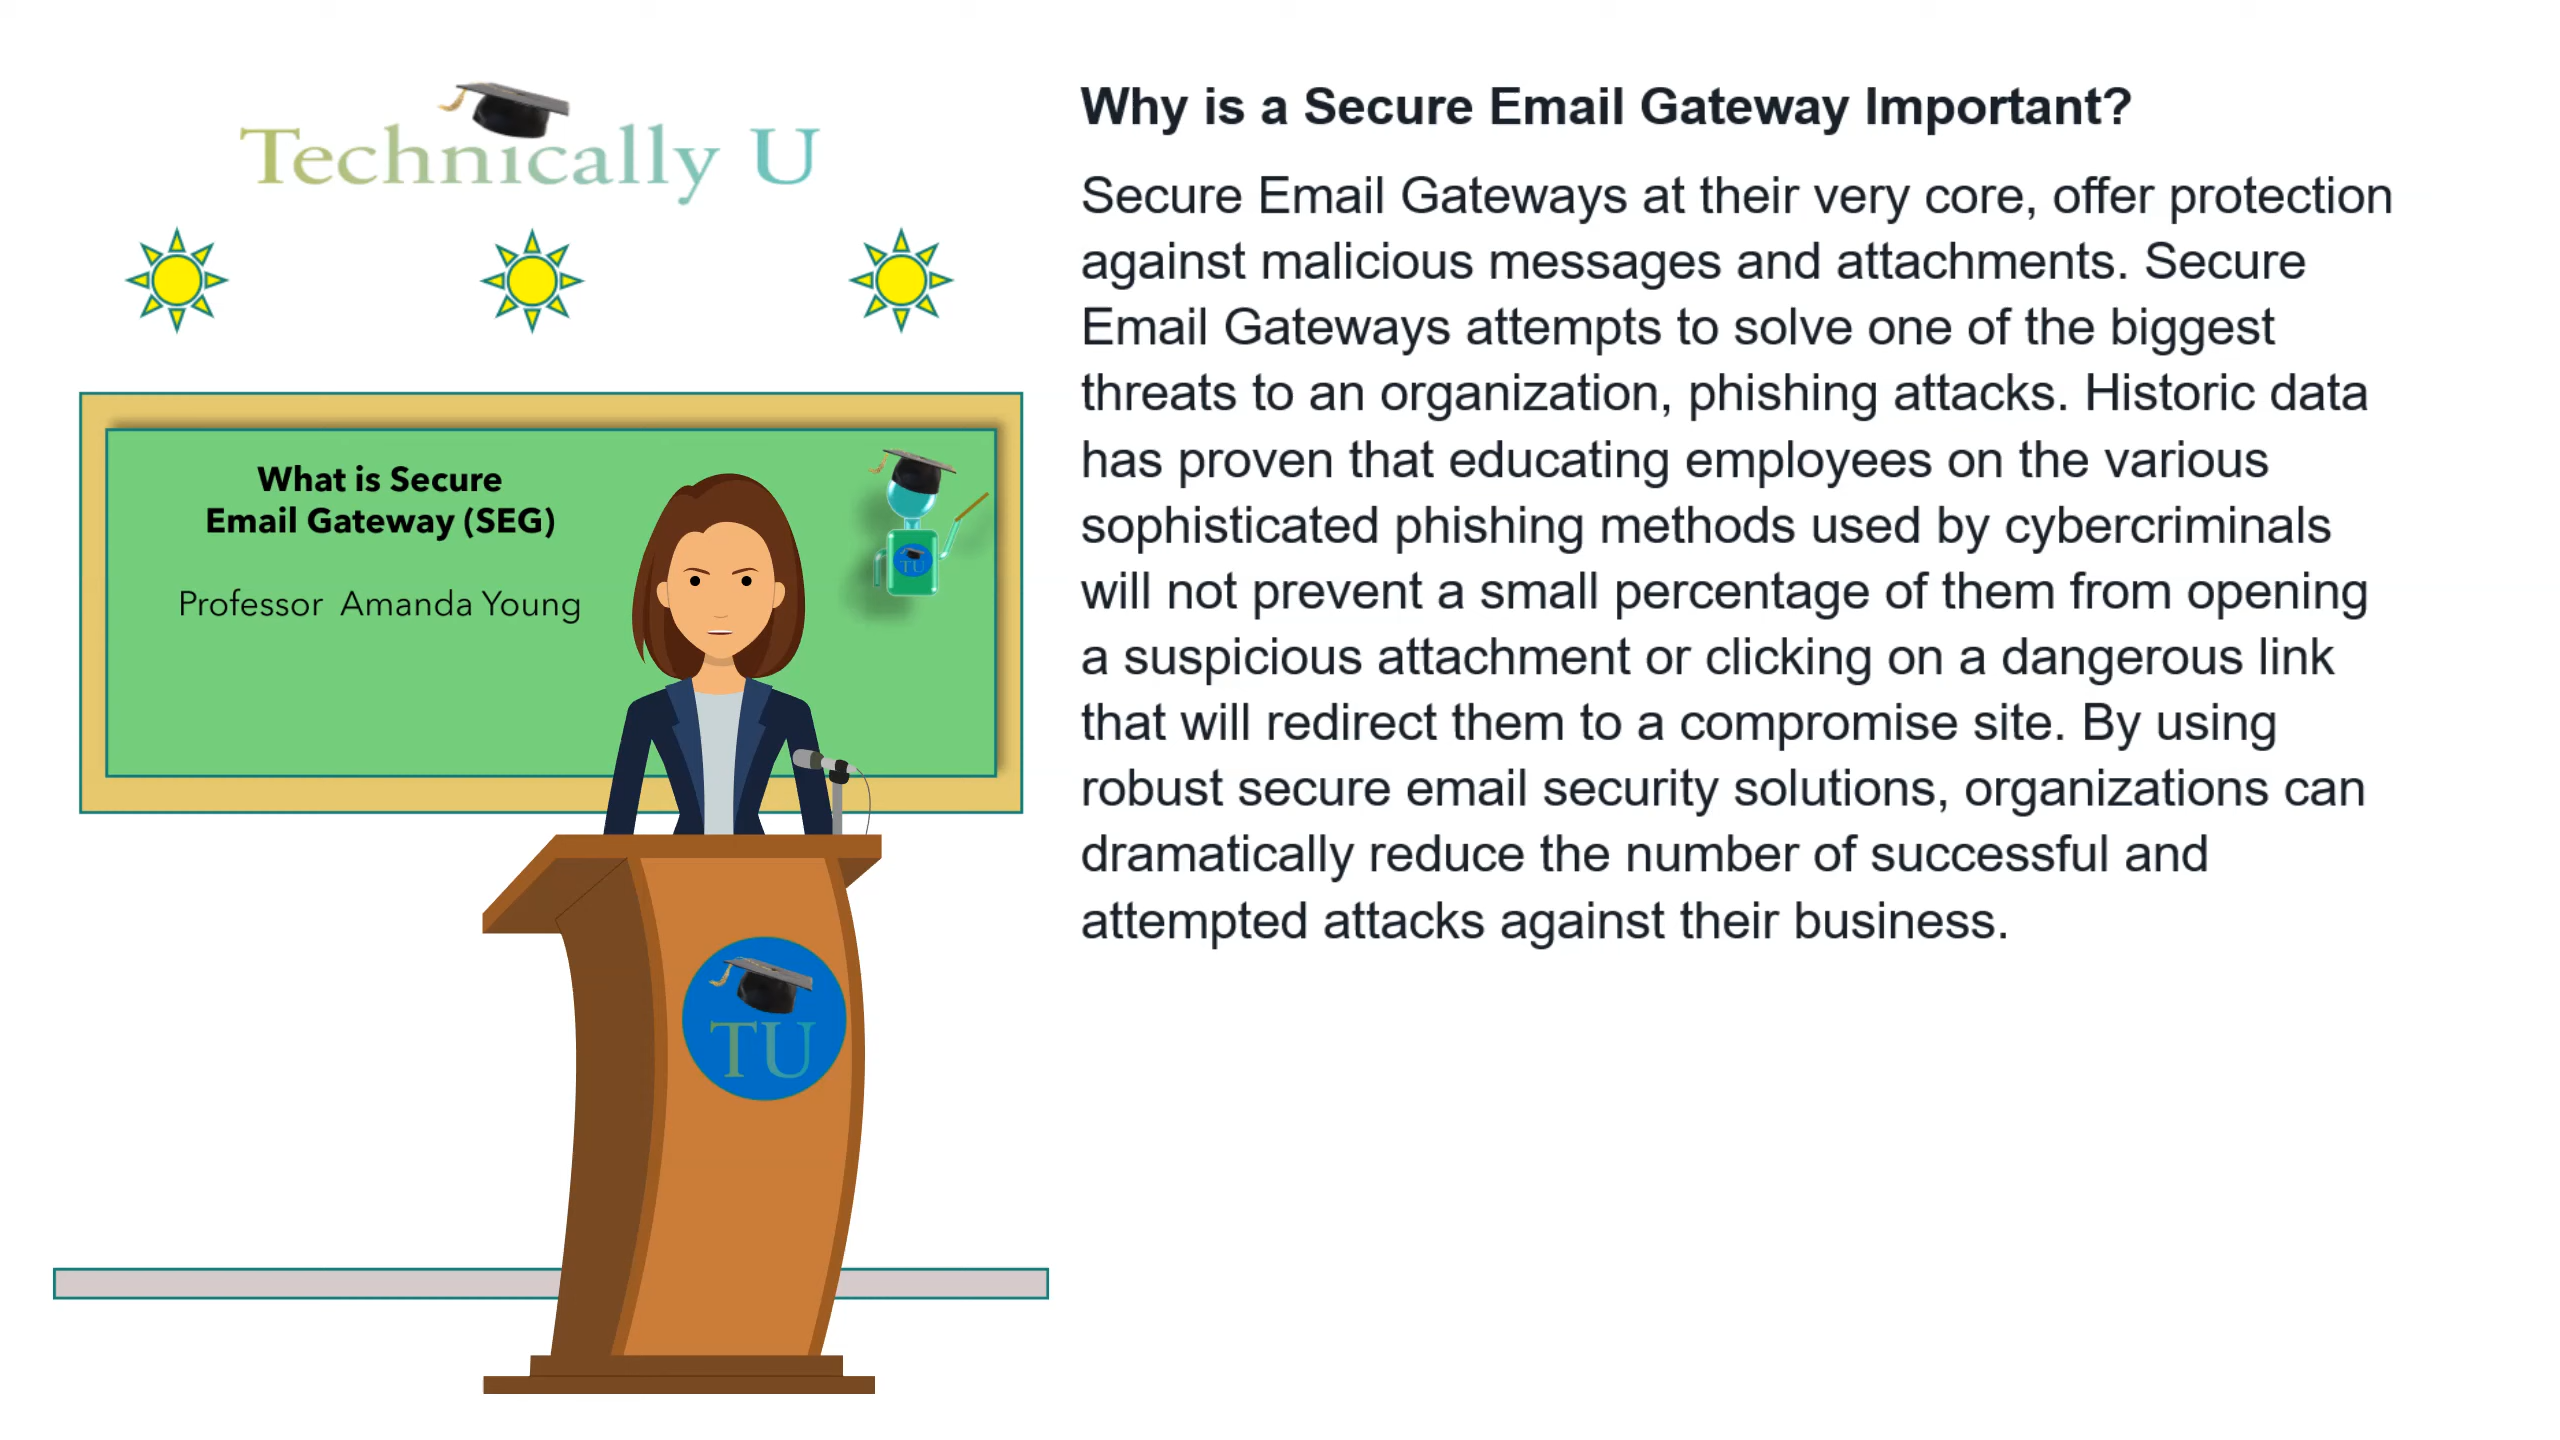 Technically U
What is Secure
Email Gateway (SEG)
Professor Amanda Young
TU
TU
Why is a Secure Email Gateway Important?
Secure Email Gateways at their very core, offer protection
against malicious messages and attachments. Secure
Email Gateways attempts to solve one of the biggest
threats to an organization, phishing attacks. Historic data
has proven that educating employees on the various
sophisticated phishing methods used by cybercriminals
will not prevent a small percentage of them from opening
a suspicious attachment or clicking on a dangerous link
that will redirect them to a compromise site. By using
robust secure email security solutions, organizations can
dramatically reduce the number of successful and
attempted attacks against their business.